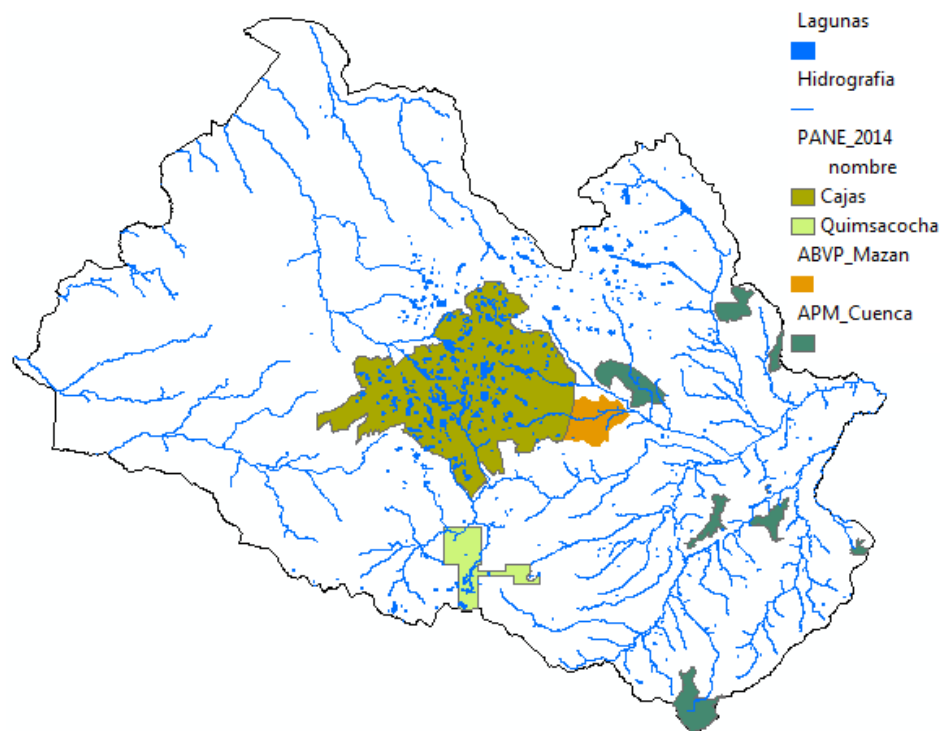 Lagunas
Hidrografia
PANE_2014
nombre
Cajas
Quimsacocha
ABVP_Mazan
APM_Cuenca